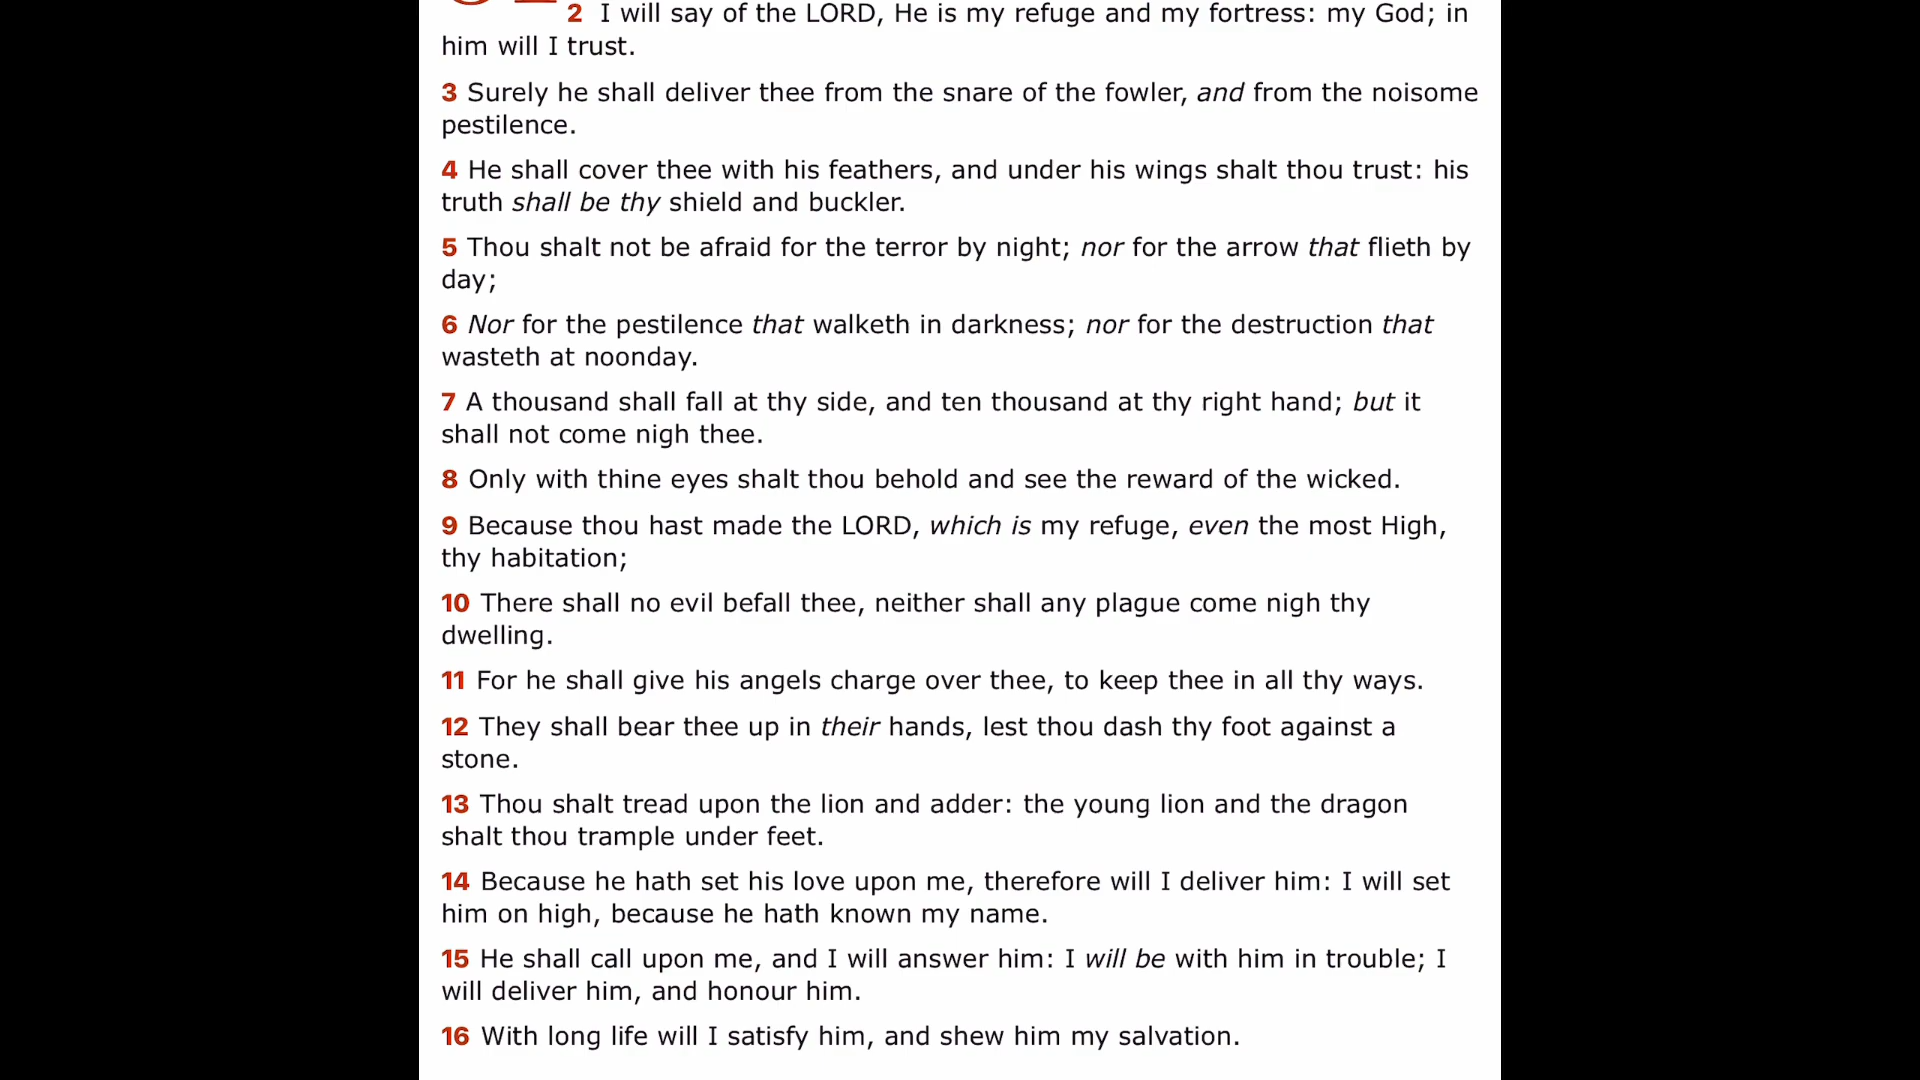 2 I will say of the LORD, He is my refuge and my fortress: my God; in
him will I trust.
3 Surely he shall deliver thee from the snare of the fowler, and from the noisome
pestilence.
4 He shall cover thee with his feathers, and under his wings shalt thou trust: his
truth shall be thy shield and buckler.
5 Thou shalt not be afraid for the terror by night; nor for the arrow that flieth by
day;
6 Nor for the pestilence that walketh in darkness; nor for the destruction that
wasteth at noonday.
7 A thousand shall fall at thy side, and ten thousand at thy right hand; but it
shall not come nigh thee.
8 Only with thine eyes shalt thou behold and see the reward of the wicked.
9 Because thou hast made the LORD, which is my refuge, even the most High,
thy habitation;
10 There shall no evil befall thee, neither shall any plague come nigh thy
dwelling.
11 For he shall give his angels charge over thee, to keep thee in all thy ways.
12 They shall bear thee up in their hands, lest thou dash thy foot against a
stone.
13 Thou shalt tread upon the lion and adder: the young lion and the dragon
shalt thou trample under feet.
14 Because he hath set his love upon me, therefore will I deliver him: I will set
him on high, because he hath known my name.
15 He shall call upon me, and I will answer him: I will be with him in trouble; I
will deliver him, and honour him.
16 With long life will I satisfy him, and shew him my salvation.